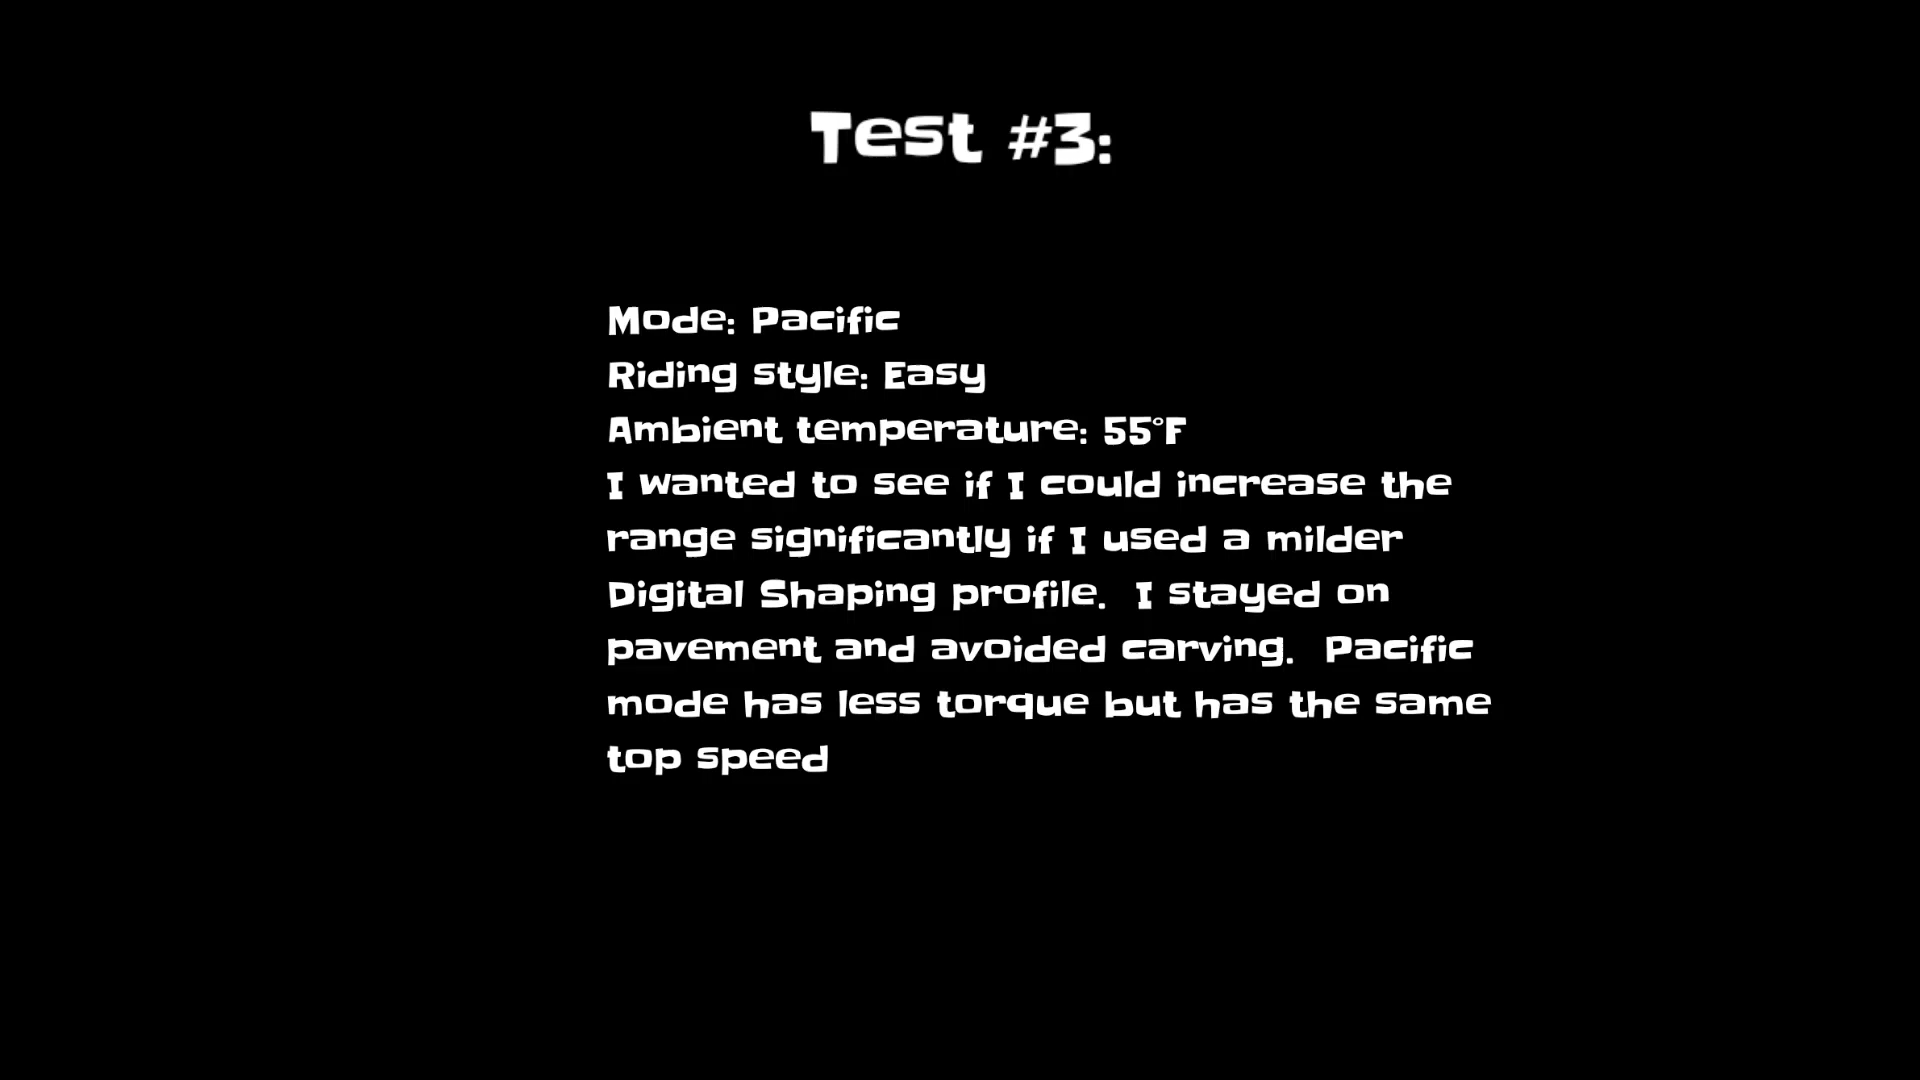 Test #3:
Mode: Pacific
Riding style: Easy
Ambient temperature: 55°F
I wanted to see if I could increase the
range significantly if I used a milder
Digital Shaping profile.  I stayed on
pavement and avoided carving.  Pacific
mode has less torque but has the same
top speed